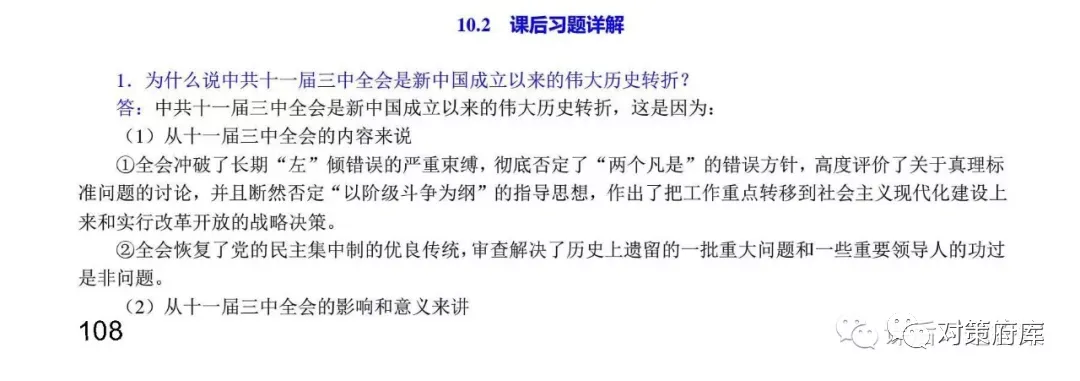 10.2 课后习题详解
1. 为什么说中共十一届三中全会是新中国成立以来的伟大历史转折?
答:中共十一届三中全会是新中国成立以来的伟大历史转折,这是因为:
(1)从十一届三中全会的内容来说
①全会冲破了长期“左”倾错误的严重束缚,彻底否定了“两个凡是”的错误方针,高度评价了关于真理标
准问题的讨论,并且断然否定“以阶级斗争为纲”的指导思想,作出了把工作重点转移到社会主义现代化建设上
来和实行改革开放的战略决策。
②全会恢复了党的民主集中制的优良传统,审查解决了历史上遗留的一批重大问题和一些重要领导人的功过
是非问题。
(2)从十一届三中全会的影响和意义来讲
108
对策府库